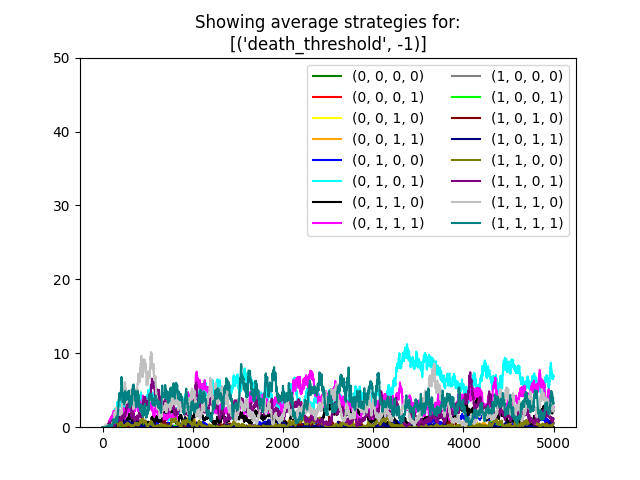 Showing average strategies for:
[('death_threshold', -1)]
50
40
30
20
10
0
(0, 0, 0, 0)
(0, 0, 0, 1)
(0, 0, 1, 0)
(0, 0, 1, 1)
(0, 1, 0, 0)
(0, 1, 0, 1)
(0, 1, 1, 0)
(0, 1, 1, 1)
(1, 0, 0, 0)
(1, 0, 0, 1)
(1, 0, 1, 0)
(1, 0, 1, 1)
(1, 1, 0, 0)
(1, 1, 0, 1)
(1, 1, 1, 0)
(1, 1, 1, 1)
0 1000 2000 3000 4000 5000